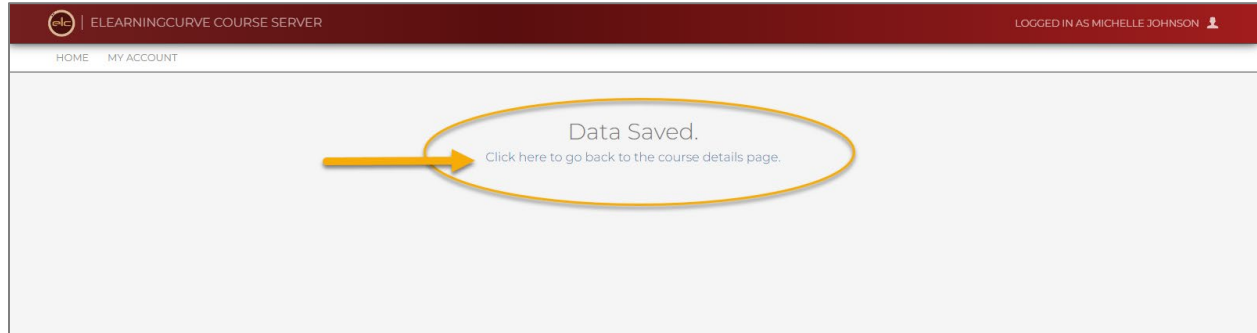 elc | ELEARNINGCURVE COURSE SERVER
LOGGED IN AS MICHELLE JOHNSON
HOME MY ACCOUNT
Data Saved.
Click here to go back to the course details page.